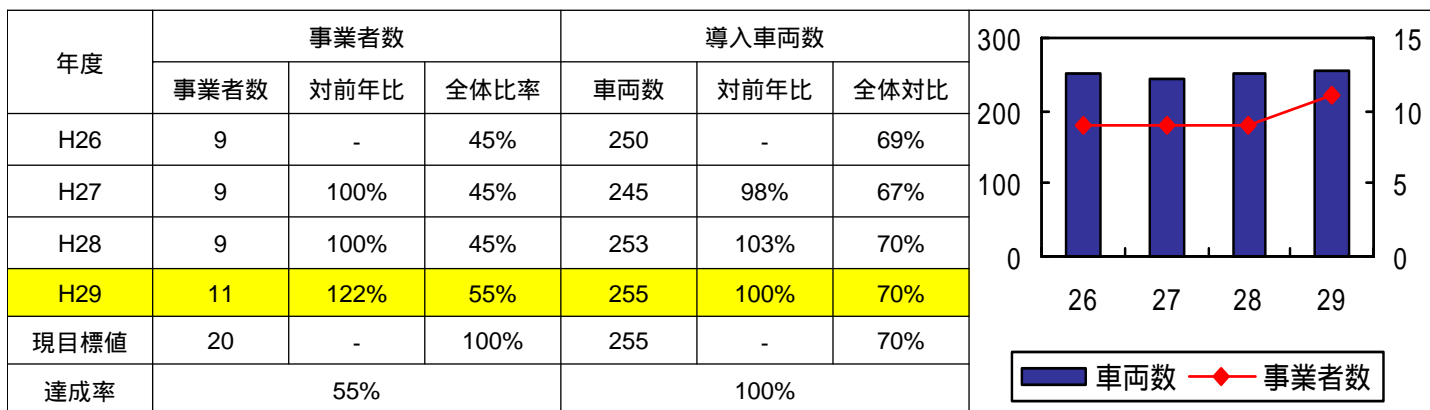 年度 事業者数 導入車両数
事業者数 対前年比 全体比率 車両数 対前年比 全体対比
H26 9 - 45% 250 - 69%
H27 9 100% 45% 245 98% 67%
H28 9 100% 45% 253 103% 70%
H29 11 122% 55% 255 100% 70%
現目標値 20 - 100% 255 - 70%
達成率 55% 100%
300 15
200 10
100 5
0 0
26 27 28 29
車両数 事業者数